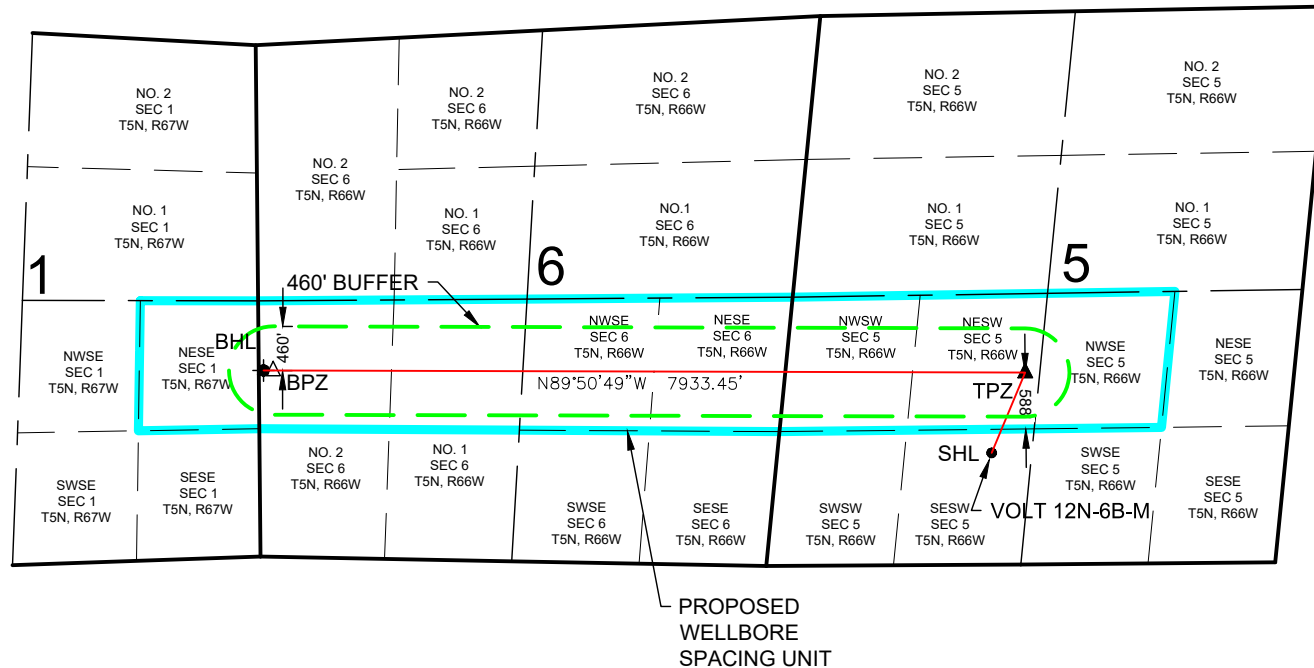 NO. 2
SEC 1
T5N, R67W
NO. 2
SEC 6
T5N, R66W
NO. 2
SEC 6
T5N, R66W
NO. 2
SEC 5
T5N, R66W
NO. 2
SEC 5
T5N, R66W
NO. 2
SEC 6
T5N, R66W
NO. 1
SEC 1
T5N, R67W
NO. 1
SEC 6
T5N, R66W
NO.1
SEC 6
T5N, R66W
NO. 1
SEC 5
T5N, R66W
NO. 1
SEC 5
T5N, R66W
1
6
5
460' BUFFER
NWSE
SEC 1
T5N, R67W
NESE
SEC 1
T5N, R67W
BHL
460'
BPZ
NWSE
SEC 6
T5N, R66W
NESE
SEC 6
T5N, R66W
NWSW
SEC 5
T5N, R66W
NESW
SEC 5
T5N, R66W
NWSE
SEC 5
T5N, R66W
NESE
SEC 5
T5N, R66W
N89°50'49"W 7933.45'
TPZ
588'
SWSE
SEC 1
T5N, R67W
SESE
SEC 1
T5N, R67W
NO. 2
SEC 6
T5N, R66W
NO. 1
SEC 6
T5N, R66W
SWSE
SEC 6
T5N, R66W
SESE
SEC 6
T5N, R66W
SWSW
SEC 5
T5N, R66W
SESW
SEC 5
T5N, R66W
SHL
SWSE
SEC 5
T5N, R66W
SESE
SEC 5
T5N, R66W
VOLT 12N-6B-M
PROPOSED
WELLBORE
SPACING UNIT